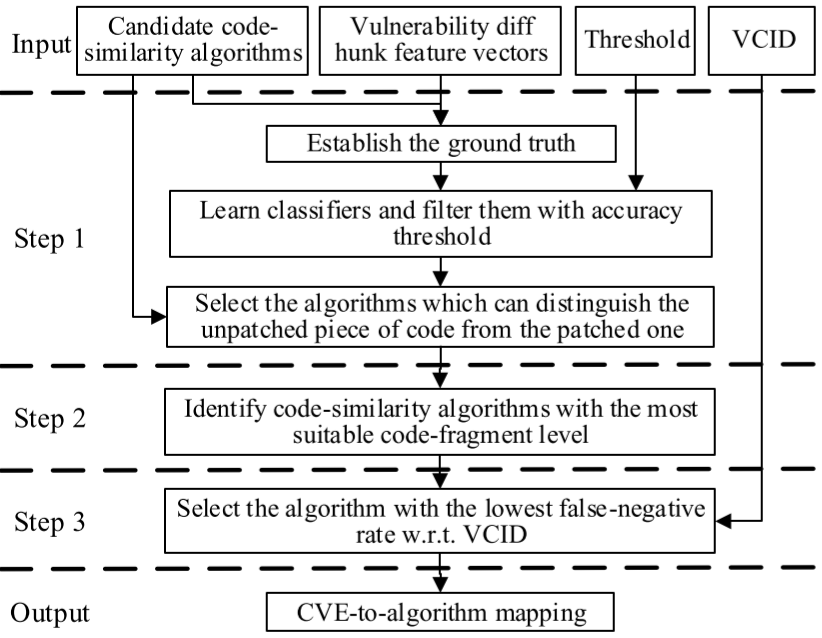 Input
Candidate code-
similarity algorithms
Vulnerability diff
hunk feature vectors
Threshold
VCID
Step 1
Establish the ground truth
Learn classifiers and filter them with accuracy
threshold
Select the algorithms which can distinguish the
unpatched piece of code from the patched one
Step 2
Identify code-similarity algorithms with the most
suitable code-fragment level
Step 3
Select the algorithm with the lowest false-negative
rate w.r.t. VCID
Output
CVE-to-algorithm mapping